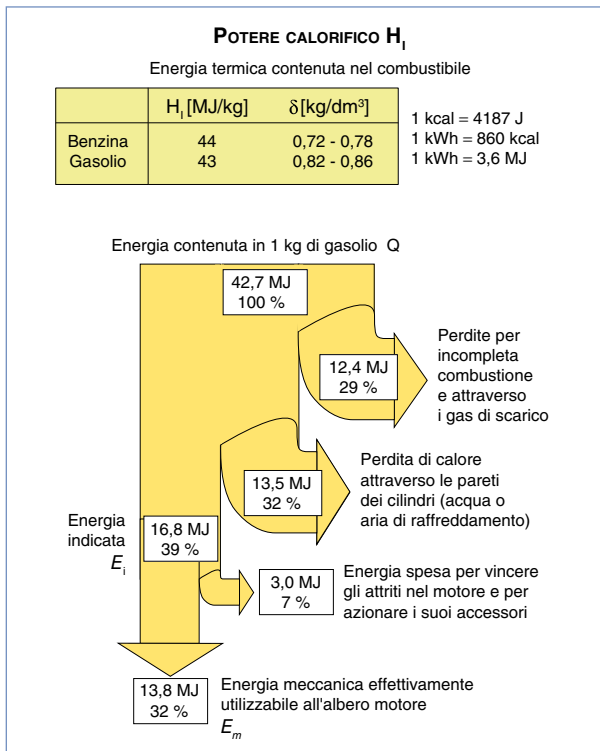 POTERE CALORIFICO Hᵢ
Energia termica contenuta nel combustibile
Hᵢ [MJ/kg] δ[kg/dm³]
Benzina 44 0,72 - 0,78
Gasolio 43 0,82 - 0,86
1 kcal = 4187 J
1 kWh = 860 kcal
1 kWh = 3,6 MJ
Energia contenuta in 1 kg di gasolio Q
42,7 MJ
100 %
12,4 MJ
29 %
Perdite per
incompleta
combustione
e attraverso
i gas di scarico
13,5 MJ
32 %
Perdita di calore
attraverso le pareti
dei cilindri (acqua o
aria di raffreddamento)
Energia
indicata
Eᵢ
16,8 MJ
39 %
3,0 MJ
7 %
Energia spesa per vincere
gli attriti nel motore e per
azionare i suoi accessori
13,8 MJ
32 %
Energia meccanica effettivamente
utilizzabile all'albero motore
Eₘ